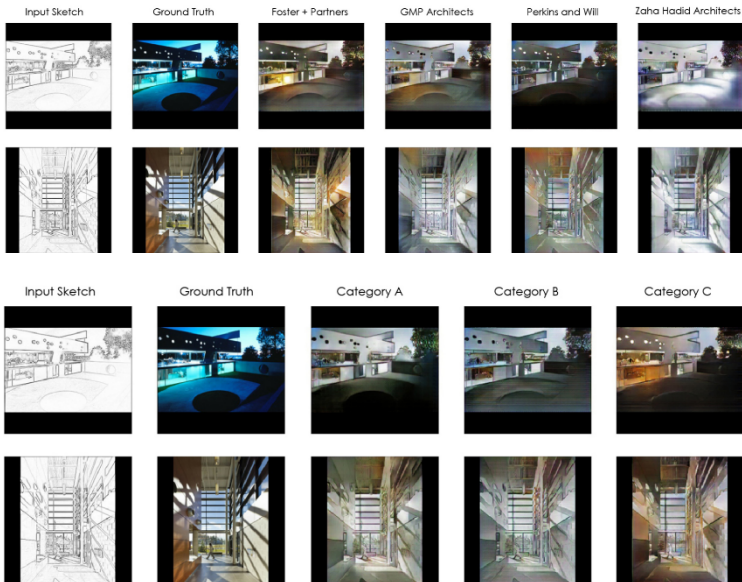 Input Sketch Ground Truth Foster + Partners GMP Architects Perkins and Will Zaha Hadid Architects
Input Sketch Ground Truth Category A Category B Category C